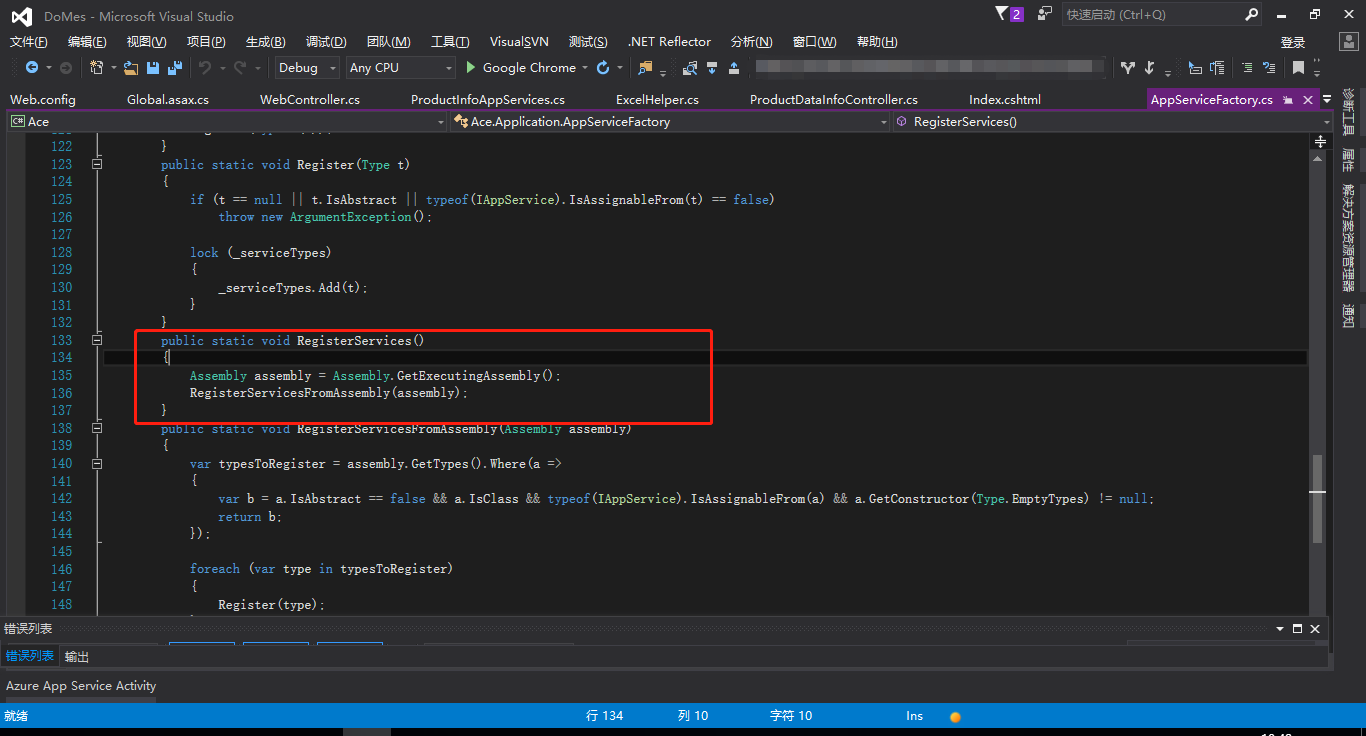 DoMes - Microsoft Visual Studio
2
快速启动 (Ctrl+Q)
文件(F) 编辑(E) 视图(V) 项目(P) 生成(B) 调试(D) 团队(M) 工具(T) VisualSVN 测试(S) .NET Reflector 分析(N) 窗口(W) 帮助(H) 登录
Debug Any CPU Google Chrome
Web.config Global.asax.cs WebController.cs ProductInfoAppServices.cs ExcelHelper.cs ProductDataInfoController.cs Index.cshtml AppServiceFactory.cs
C# Ace Ace.Application.AppServiceFactory RegisterServices()
122 }
123 public static void Register(Type t)
124 {
125 if (t == null || t.IsAbstract || typeof(IAppService).IsAssignableFrom(t) == false)
126 throw new ArgumentException();
127
128 lock (_serviceTypes)
129 {
130 _serviceTypes.Add(t);
131 }
132 }
133 public static void RegisterServices()
134 {
135 Assembly assembly = Assembly.GetExecutingAssembly();
136 RegisterServicesFromAssembly(assembly);
137 }
138 public static void RegisterServicesFromAssembly(Assembly assembly)
139 {
140 var typesToRegister = assembly.GetTypes().Where(a =>
141 {
142 var b = a.IsAbstract == false && a.IsClass && typeof(IAppService).IsAssignableFrom(a) && a.GetConstructor(Type.EmptyTypes) != null;
143 return b;
144 });
145
146 foreach (var type in typesToRegister)
147 {
148 Register(type);
诊断工具
属性
解决方案资源管理器
通知
错误列表
错误列表 输出
Azure App Service Activity
就绪 行 134 列 10 字符 10 Ins